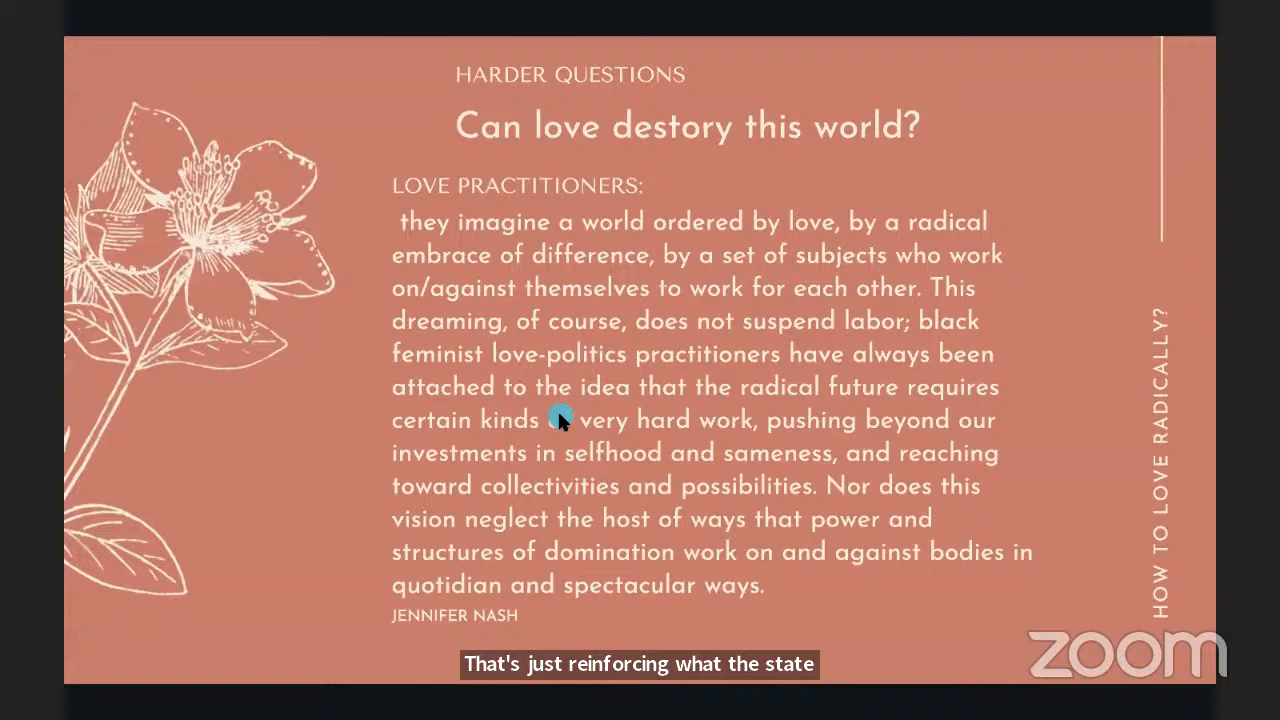 HARDER QUESTIONS
Can love destory this world?
LOVE PRACTITIONERS:
they imagine a world ordered by love, by a radical
embrace of difference, by a set of subjects who work
on/against themselves to work for each other. This
dreaming, of course, does not suspend labor; black
feminist love-politics practitioners have always been
attached to the idea that the radical future requires
certain kinds very hard work, pushing beyond our
investments in selfhood and sameness, and reaching
toward collectivities and possibilities. Nor does this
vision neglect the host of ways that power and
structures of domination work on and against bodies in
quotidian and spectacular ways.
JENNIFER NASH
HOW TO LOVE RADICALLY?
That's just reinforcing what the state
zoom